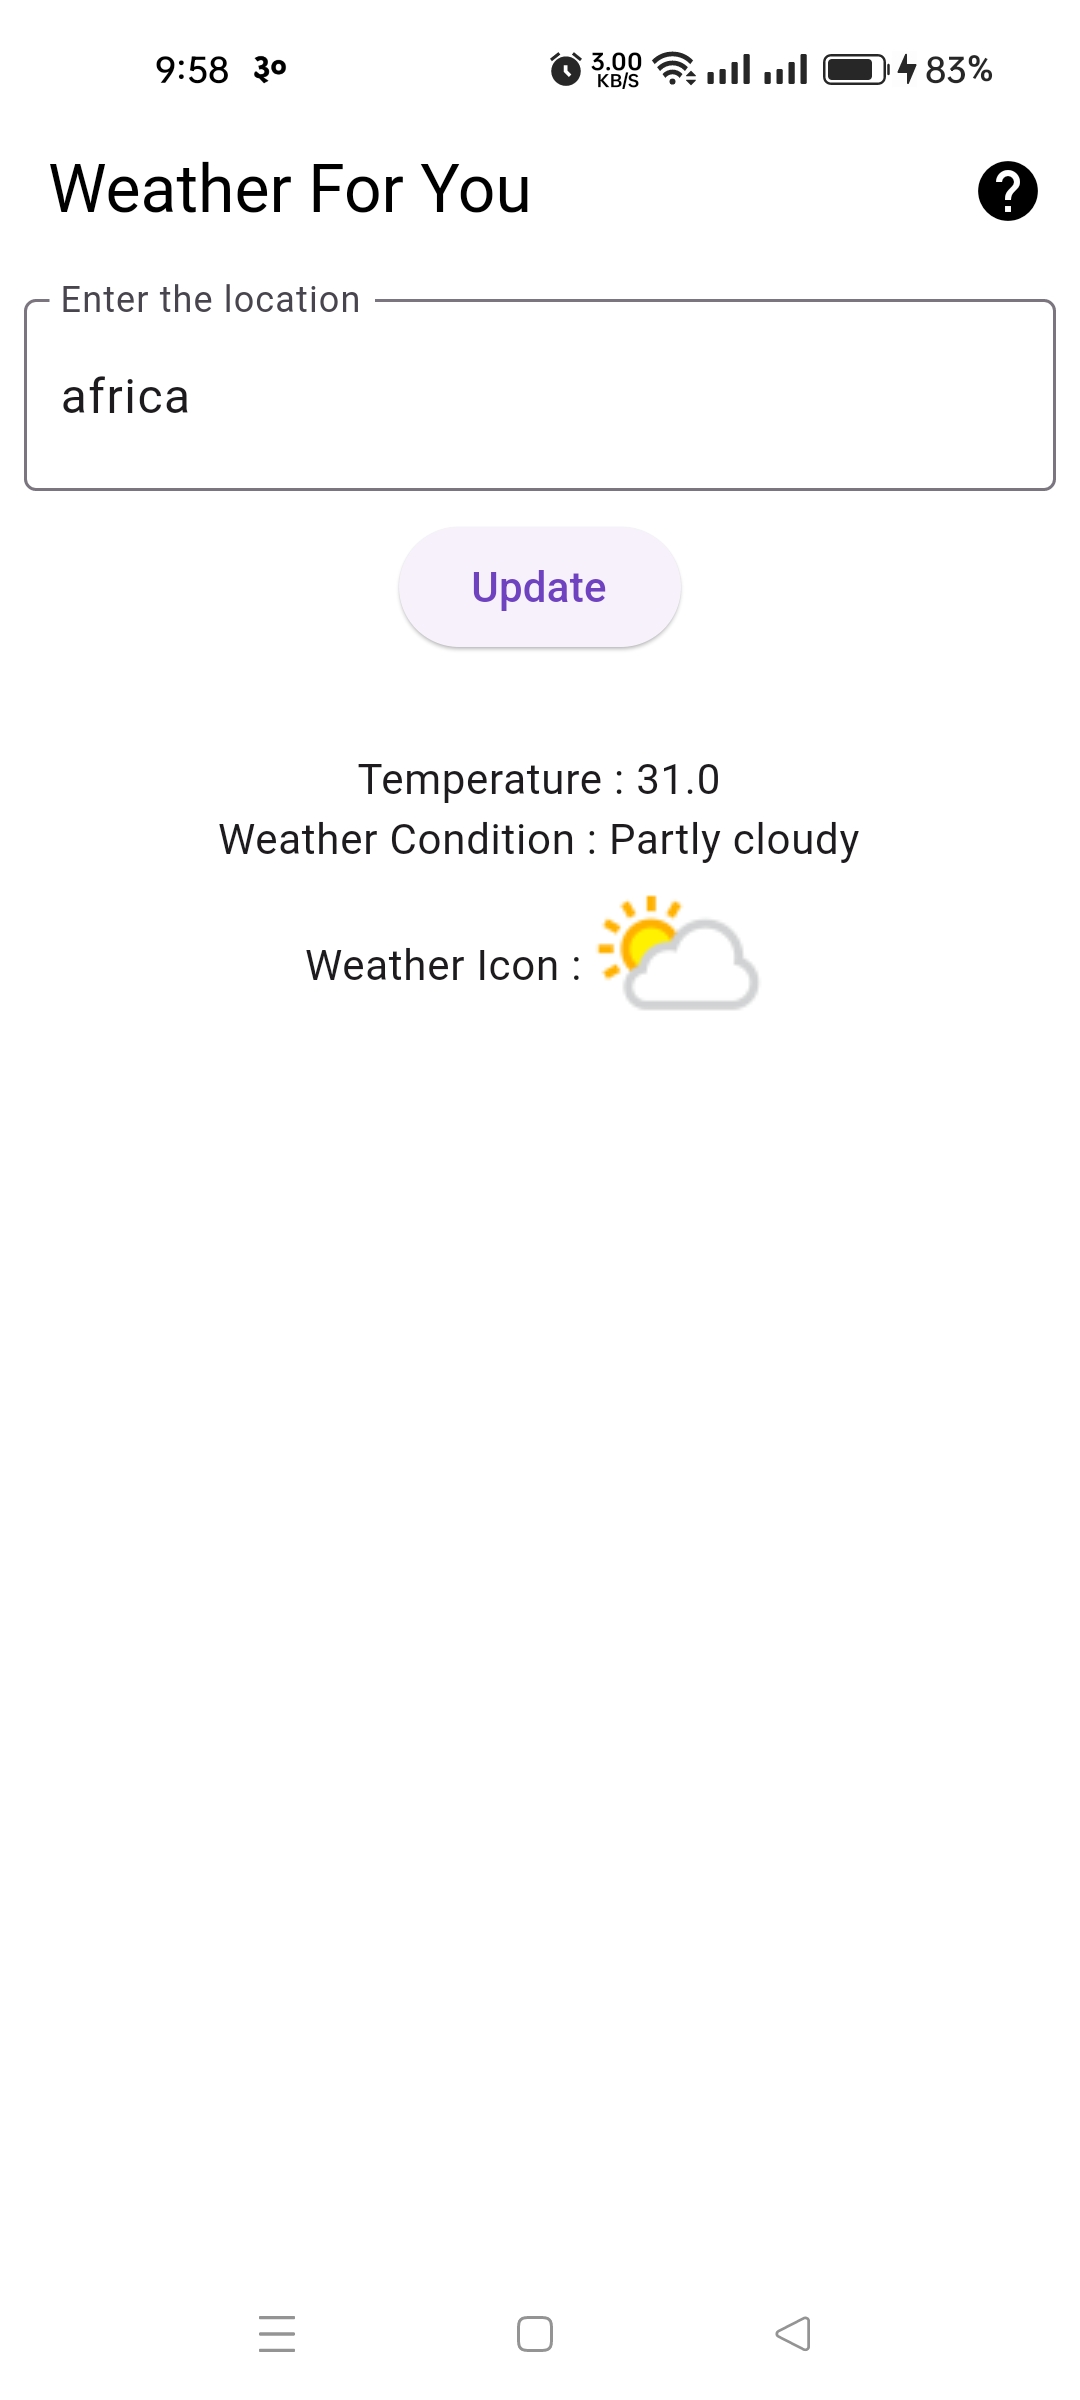 9:58 ३०
3.00
KB/S
83%
Weather For You
Enter the location
africa
Update
Temperature : 31.0
Weather Condition : Partly cloudy
Weather Icon :